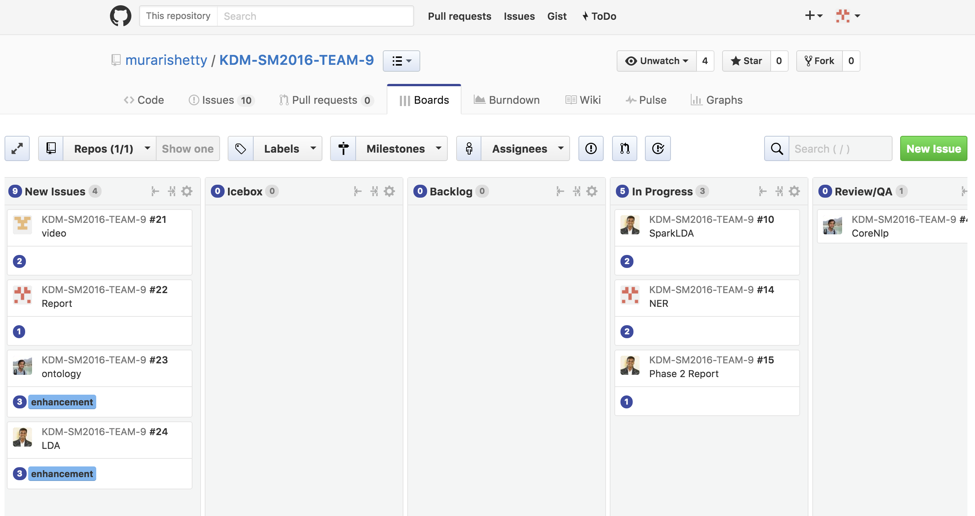 This repository Search Pull requests Issues Gist ToDo
murarishetty / KDM-SM2016-TEAM-9 Unwatch 4 Star 0 Fork 0
Code Issues 10 Pull requests 0 Boards Burndown Wiki Pulse Graphs
Repos (1/1) Show one Labels Milestones Assignees Search ( / ) New Issue
9 New Issues 4
KDM-SM2016-TEAM-9 #21
video
2
KDM-SM2016-TEAM-9 #22
Report
1
KDM-SM2016-TEAM-9 #23
ontology
3 enhancement
KDM-SM2016-TEAM-9 #24
LDA
3 enhancement
0 Icebox 0
0 Backlog 0
5 In Progress 3
KDM-SM2016-TEAM-9 #10
SparkLDA
2
KDM-SM2016-TEAM-9 #14
NER
2
KDM-SM2016-TEAM-9 #15
Phase 2 Report
1
0 Review/QA 1
KDM-SM2016-TEAM-9
CoreNlp